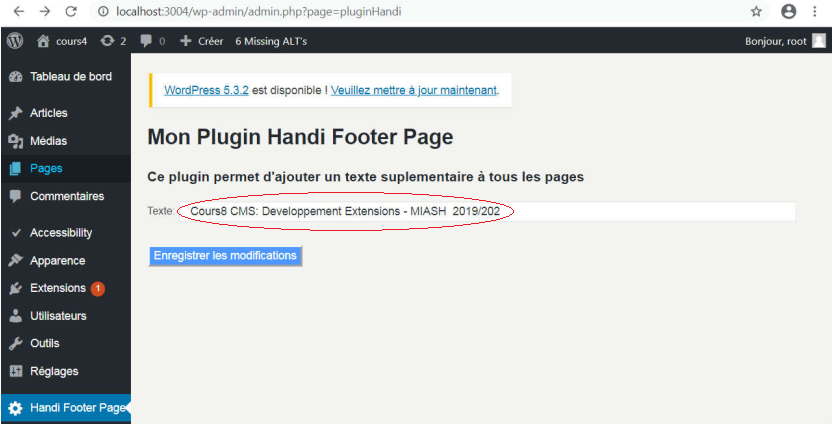 localhost:3004/wp-admin/admin.php?page=pluginHandi
cours4 2 0 Créer 6 Missing ALT's Bonjour, root
Tableau de bord
Articles
Médias
Pages
Commentaires
Accessibility
Apparence
Extensions 1
Utilisateurs
Outils
Réglages
Handi Footer Page
WordPress 5.3.2 est disponible ! Veuillez mettre à jour maintenant.
Mon Plugin Handi Footer Page
Ce plugin permet d'ajouter un texte suplementaire à tous les pages
Texte: Cours8 CMS: Developpement Extensions - MIASH 2019/202
Enregistrer les modifications